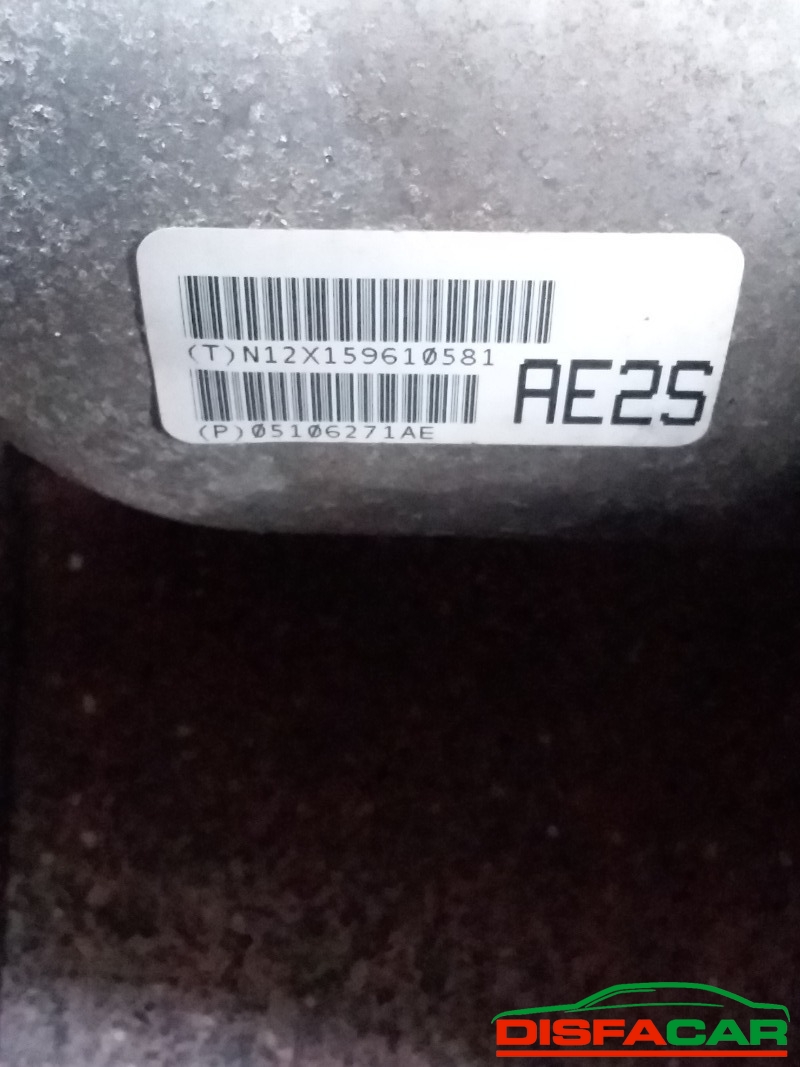 (T)N12X159610581
(P)05106271AE
AE2S
DISFACAR